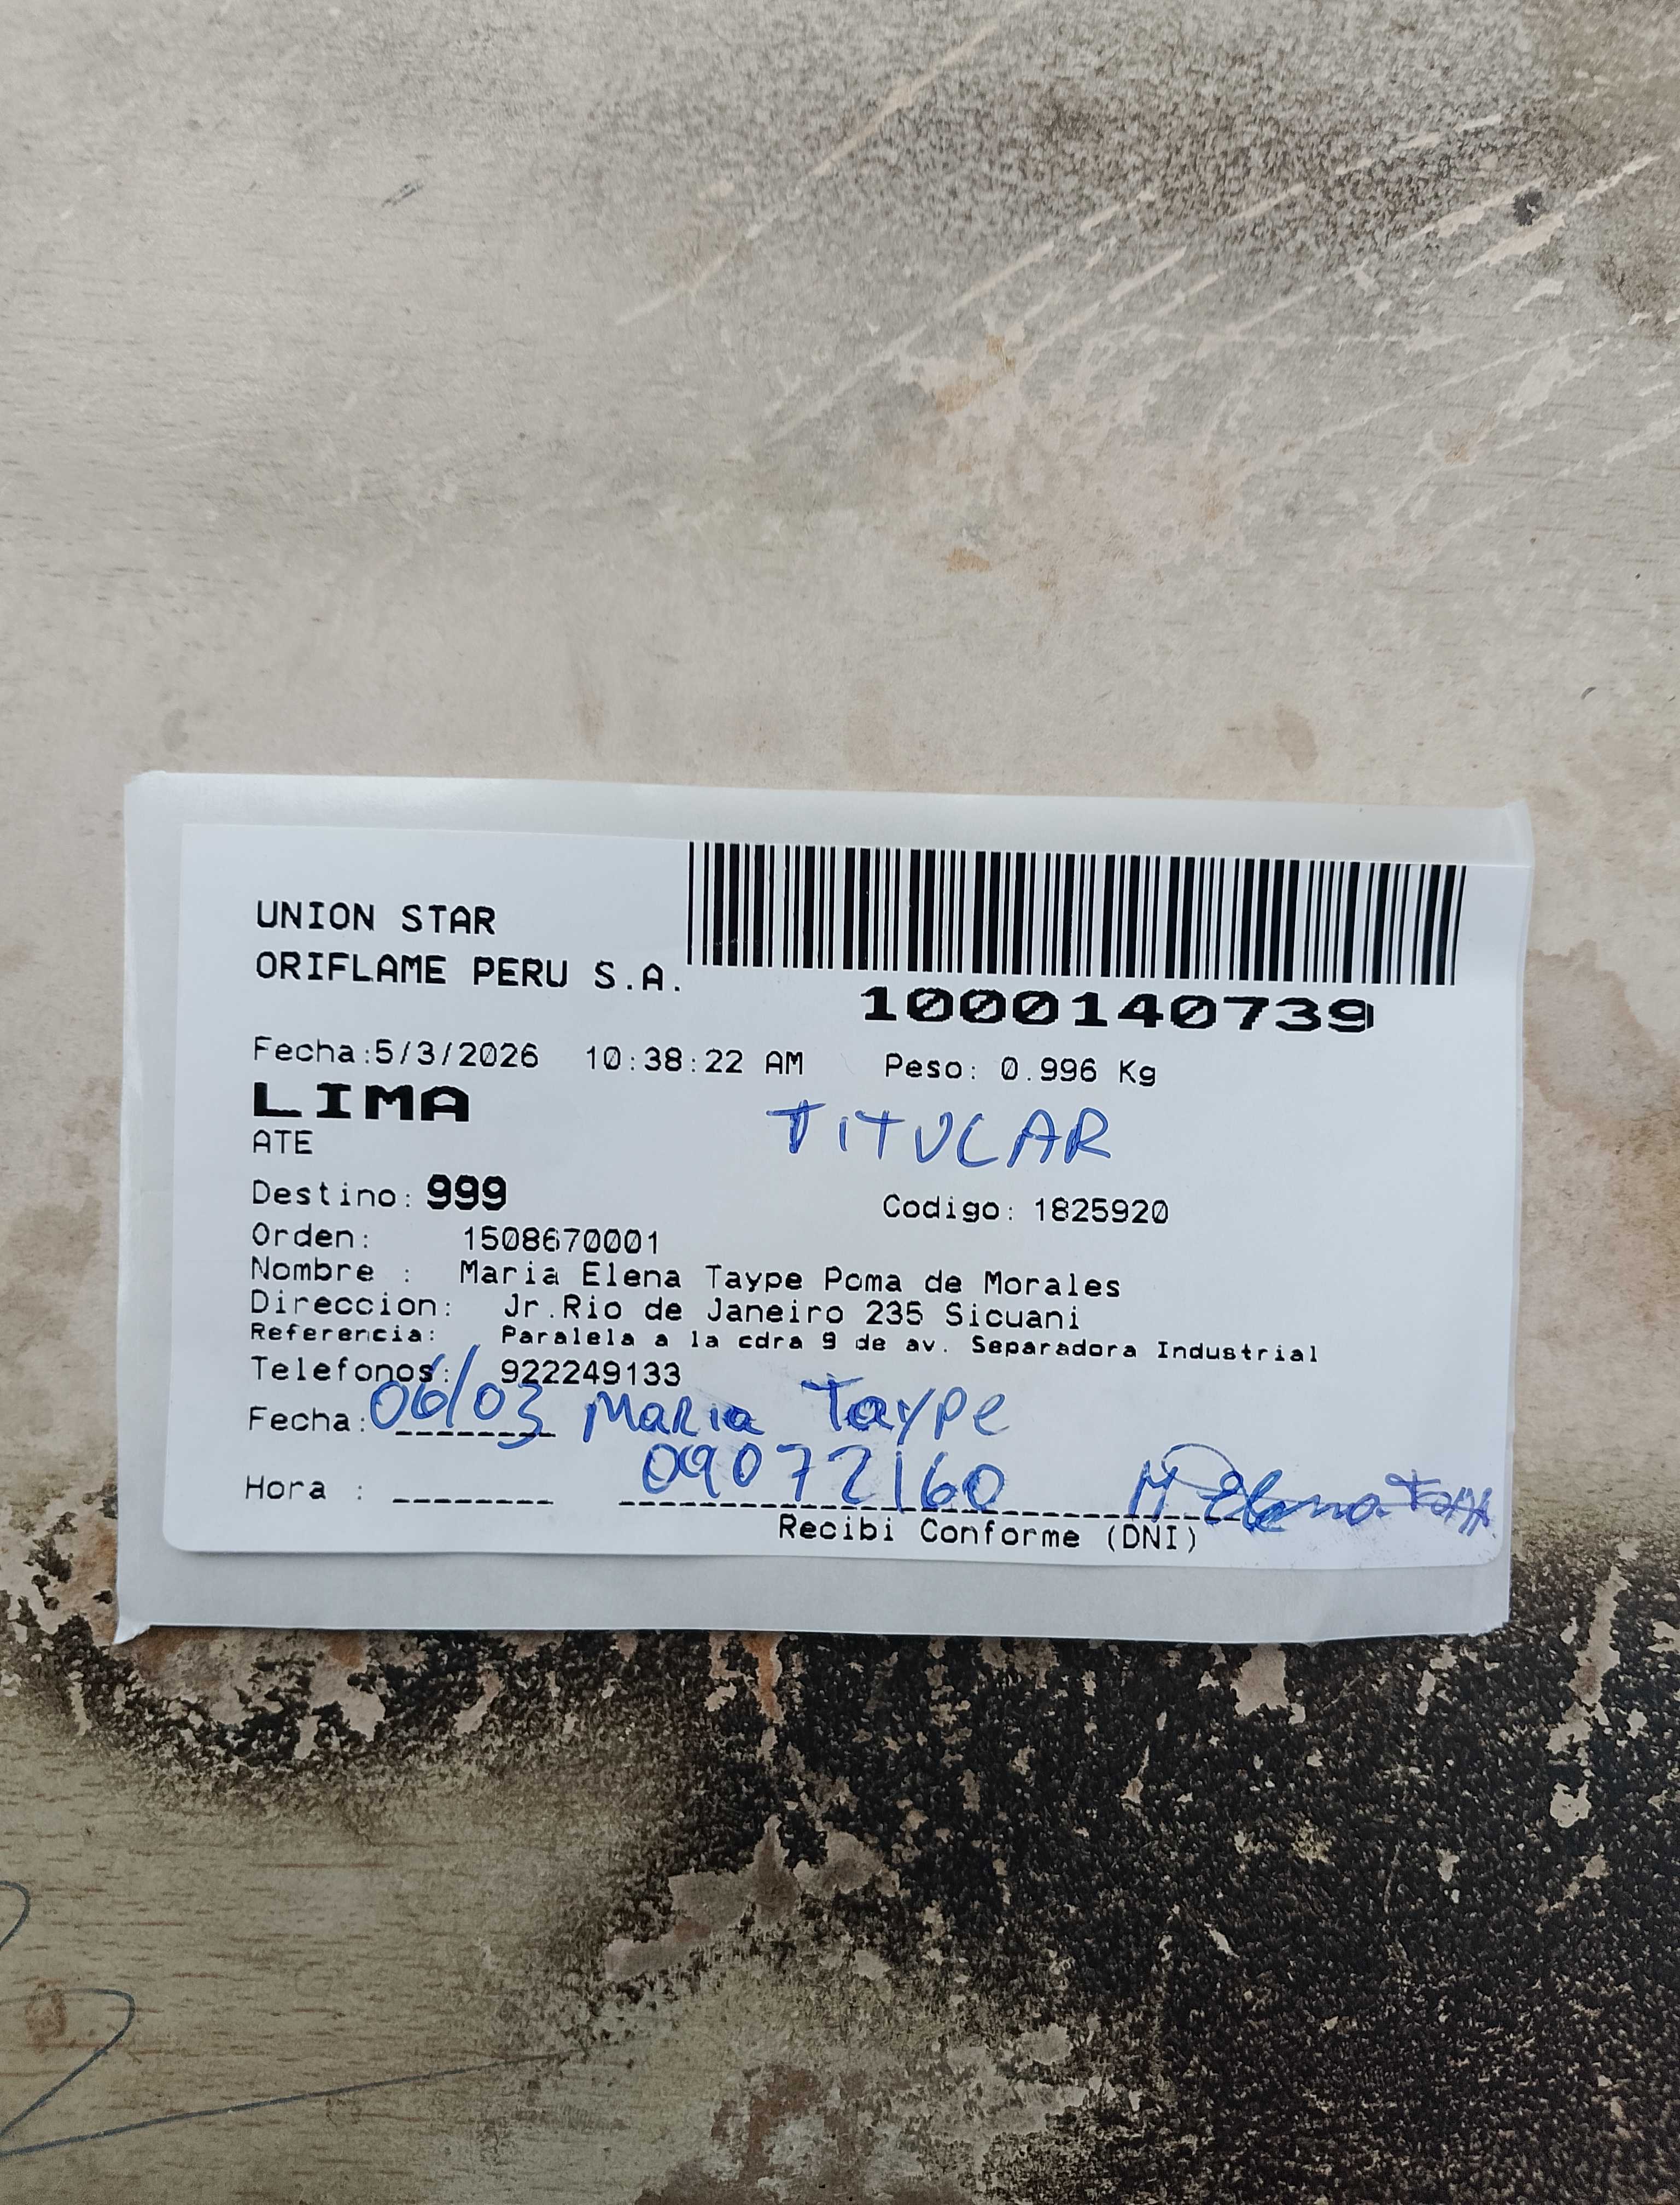 UNION STAR
ORIFLAME PERU S.A.
1000140739
Fecha:5/3/2026 10:38:22 AM Peso: 0.996 Kg
LIMA
TITULAR
ATE
Destino: 999 Codigo: 1825920
Orden: 1508670001
Nombre : Maria Elena Taype Poma de Morales
Direccion: Jr.Rio de Janeiro 235 Sicuani
Referencia: Paralela a la cdra 9 de av. Separadora Industrial
Telefonos: 922249133
Fecha: 06/03 Maria Taype
09072160
Hora : M Elena
Recibi Conforme (DNI)